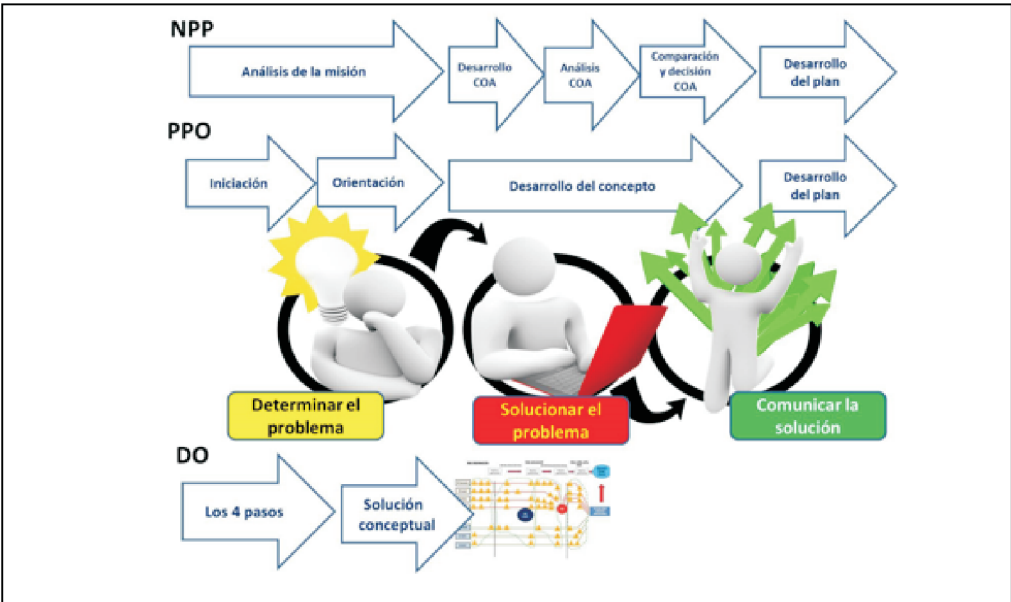 NPP
Análisis de la misión
Desarrollo
COA
Análisis
COA
Comparación
y decisión
COA
Desarrollo
del plan
PPO
Iniciación
Orientación
Desarrollo del concepto
Desarrollo
del plan
Determinar el
problema
Solucionar el
problema
Comunicar la
solución
DO
Los 4 pasos
Solución
conceptual